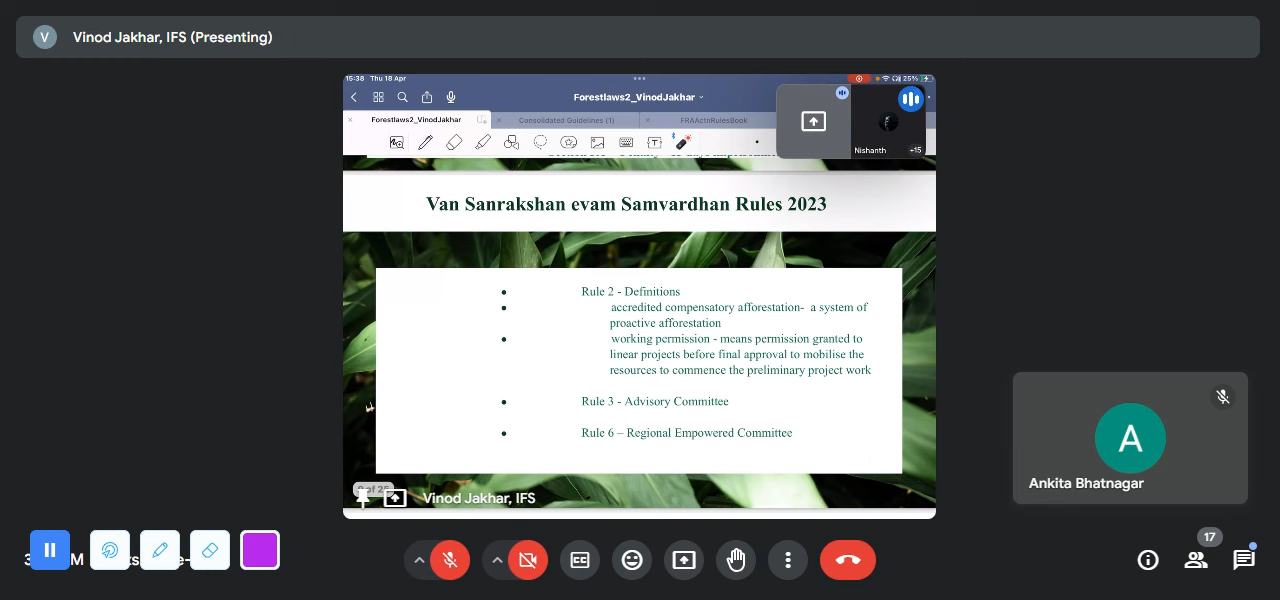 V Vinod Jakhar, IFS (Presenting)
15:38 Thu 18 Apr
25%
Forestlaws2_VinodJakhar
Forestlaws2_VinodJakhar
Consolidated Guidelines (1)
FRAActnRulesBook
Nishanth
+15
Van Sanrakshan evam Samvardhan Rules 2023
• Rule 2 - Definitions
• accredited compensatory afforestation- a system of
proactive afforestation
• working permission - means permission granted to
linear projects before final approval to mobilise the
resources to commence the preliminary project work
• Rule 3 - Advisory Committee
• Rule 6 – Regional Empowered Committee
Vinod Jakhar, IFS
A
Ankita Bhatnagar
CC
17